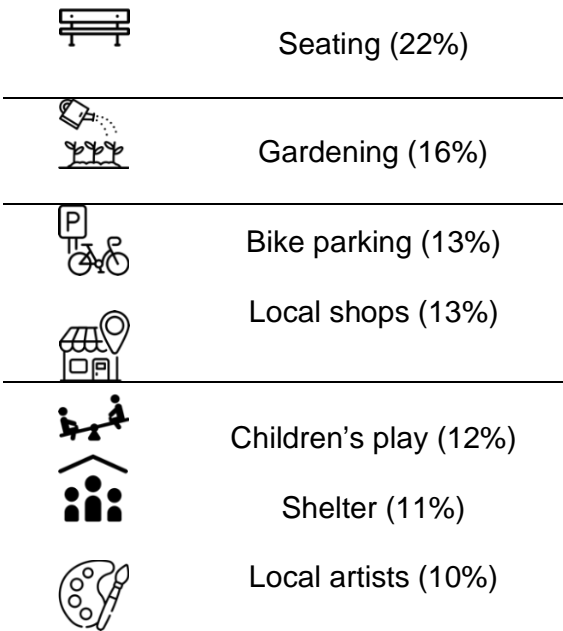 Seating (22%)
Gardening (16%)
P
Bike parking (13%)
Local shops (13%)
Children's play (12%)
Shelter (11%)
Local artists (10%)